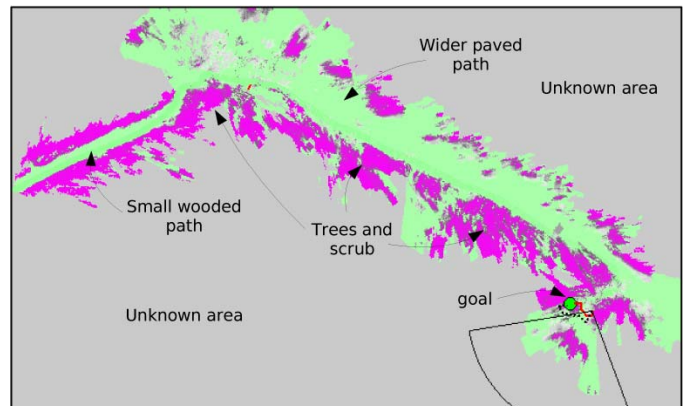 Wider paved
path
Unknown area
Small wooded
path
Trees and
scrub
goal
Unknown area